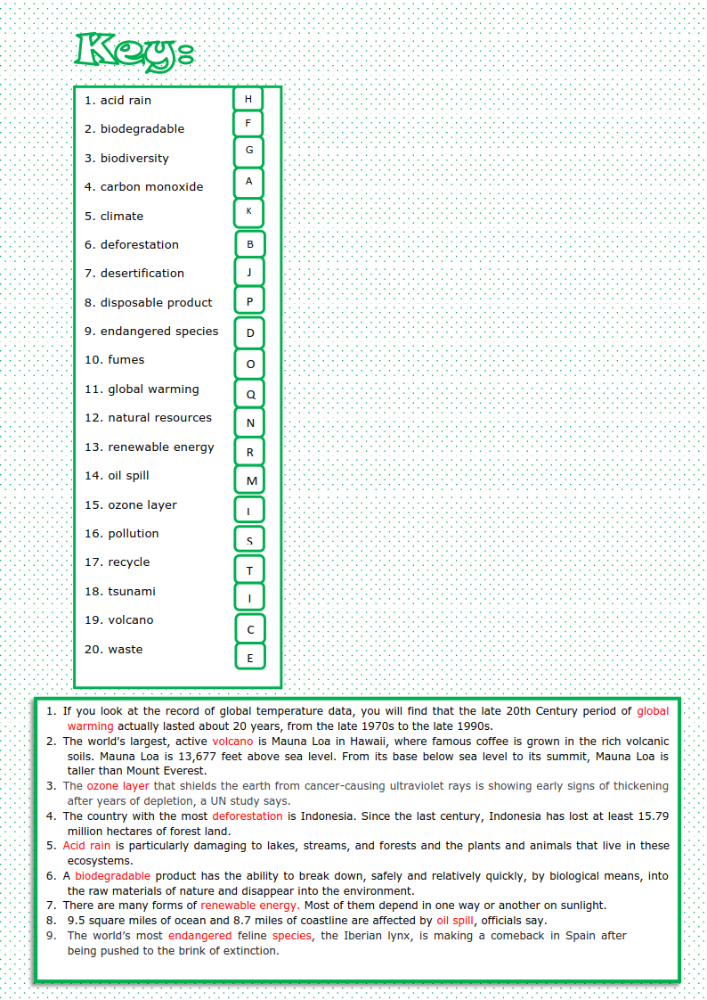 Key:
1. acid rain H
2. biodegradable F
3. biodiversity G
4. carbon monoxide A
5. climate K
6. deforestation B
7. desertification J
8. disposable product P
9. endangered species D
10. fumes O
11. global warming Q
12. natural resources N
13. renewable energy R
14. oil spill M
15. ozone layer I
16. pollution S
17. recycle T
18. tsunami I
19. volcano C
20. waste E
1. If you look at the record of global temperature data, you will find that the late 20th Century period of global
warming actually lasted about 20 years, from the late 1970s to the late 1990s.
2. The world's largest, active volcano is Mauna Loa in Hawaii, where famous coffee is grown in the rich volcanic
soils. Mauna Loa is 13,677 feet above sea level. From its base below sea level to its summit, Mauna Loa is
taller than Mount Everest.
3. The ozone layer that shields the earth from cancer-causing ultraviolet rays is showing early signs of thickening
after years of depletion, a UN study says.
4. The country with the most deforestation is Indonesia. Since the last century, Indonesia has lost at least 15.79
million hectares of forest land.
5. Acid rain is particularly damaging to lakes, streams, and forests and the plants and animals that live in these
ecosystems.
6. A biodegradable product has the ability to break down, safely and relatively quickly, by biological means, into
the raw materials of nature and disappear into the environment.
7. There are many forms of renewable energy. Most of them depend in one way or another on sunlight.
8. 9.5 square miles of ocean and 8.7 miles of coastline are affected by oil spill, officials say.
9. The world’s most endangered feline species, the Iberian lynx, is making a comeback in Spain after
being pushed to the brink of extinction.